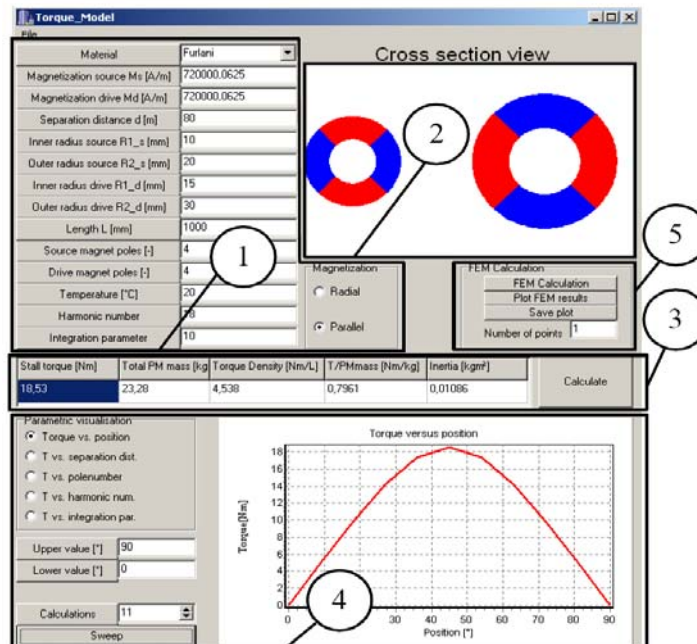 Torque_Model
File
Material Furlani
Magnetization source Ms [A/m] 720000.0625
Magnetization drive Md [A/m] 720000.0625
Separation distance d [m] 80
Inner radius source R1_s [mm] 10
Outer radius source R2_s [mm] 20
Inner radius drive R1_d [mm] 15
Outer radius drive R2_d [mm] 30
Length L [mm] 1000
Source magnet poles [-] 4
Drive magnet poles [-] 4
Temperature [°C] 20
Harmonic number
Integration parameter 10
1
Cross section view
2
Magnetization
Radial
Parallel
FEM Calculation
FEM Calculation
Plot FEM results
Save plot
Number of points 1
5
3
Stall torque [Nm] Total PM mass [kg Torque Density [Nm/L] T/PMmass [Nm/kg] Inertia [kgm²]
18,53 23,28 4,538 0,7961 0,01086
Calculate
Parametric visualisation
Torque vs. position
T vs. separation dist.
T vs. polenumber
T vs. harmonic num.
T vs. integration par.
Upper value [°] 90
Lower value [°] 0
Calculations 11
Sweep
Torque versus position
Torque[Nm]
18
16
14
12
10
8
6
4
2
0
0 30 40 50 60 70 80 90
Position [°]
4